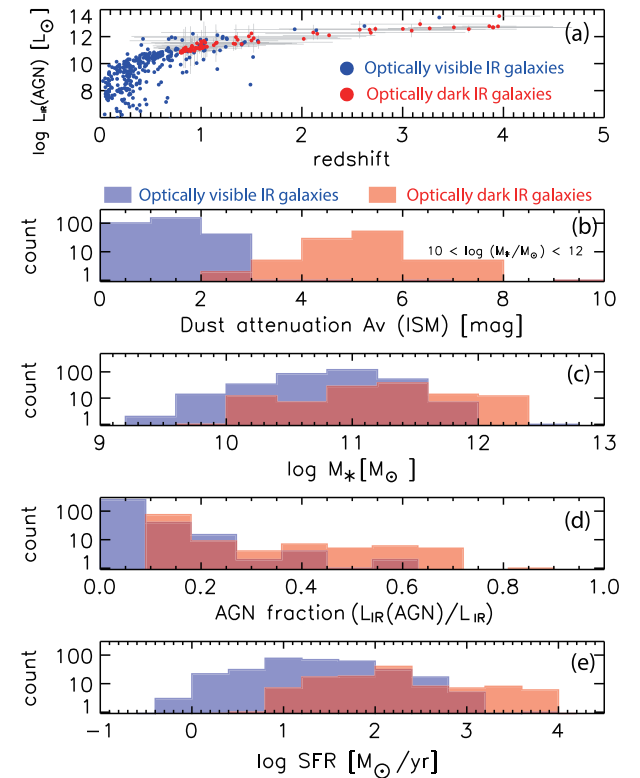 14
12
10
8
log L_IR(AGN) [L_⊙]
(a)
Optically visible IR galaxies
Optically dark IR galaxies
0 1 2 3 4 5
redshift
Optically visible IR galaxies Optically dark IR galaxies
100
10
1
count
(b)
10 < log (M_*/M_⊙) < 12
0 2 4 6 8 10
Dust attenuation Av (ISM) [mag]
100
10
1
count
(c)
9 10 11 12 13
log M_* [M_⊙ ]
100
10
1
count
(d)
0.0 0.2 0.4 0.6 0.8 1.0
AGN fraction (L_IR(AGN)/L_IR)
100
10
1
count
(e)
−1 0 1 2 3 4
log SFR [M_⊙/yr]